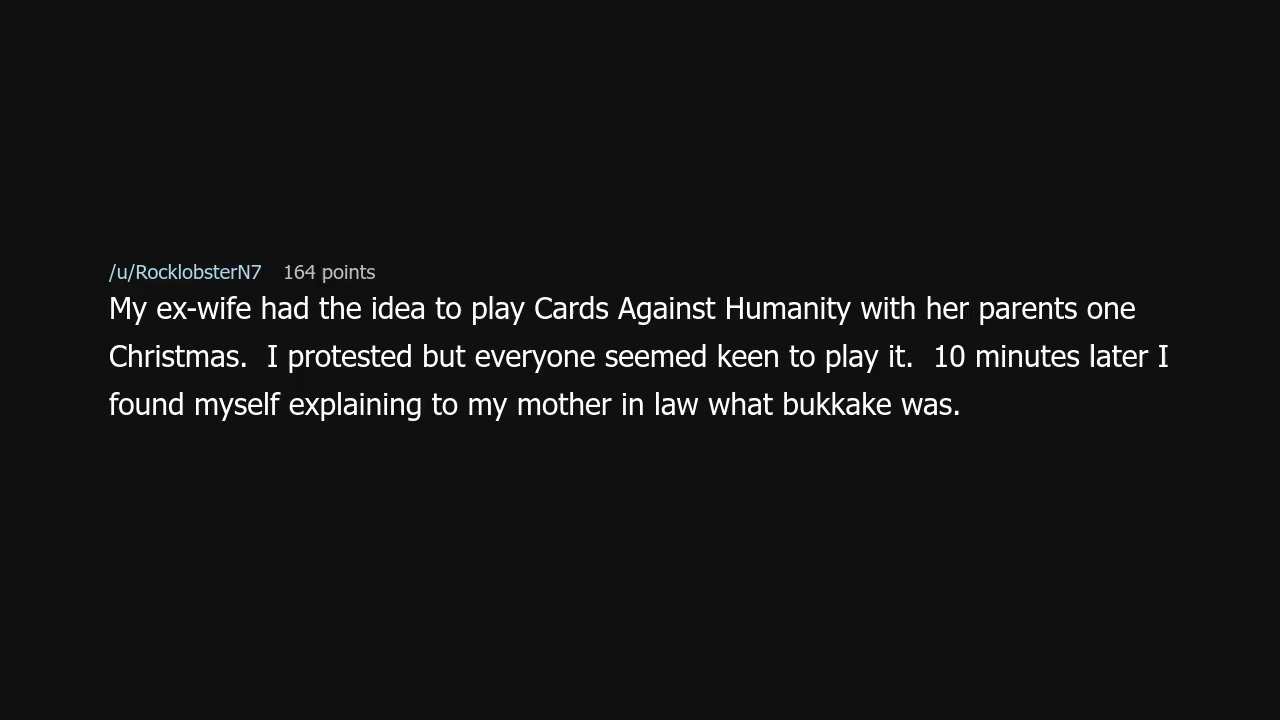 /u/RocklobsterN7 164 points
My ex-wife had the idea to play Cards Against Humanity with her parents one
Christmas.  I protested but everyone seemed keen to play it.  10 minutes later I
found myself explaining to my mother in law what bukkake was.